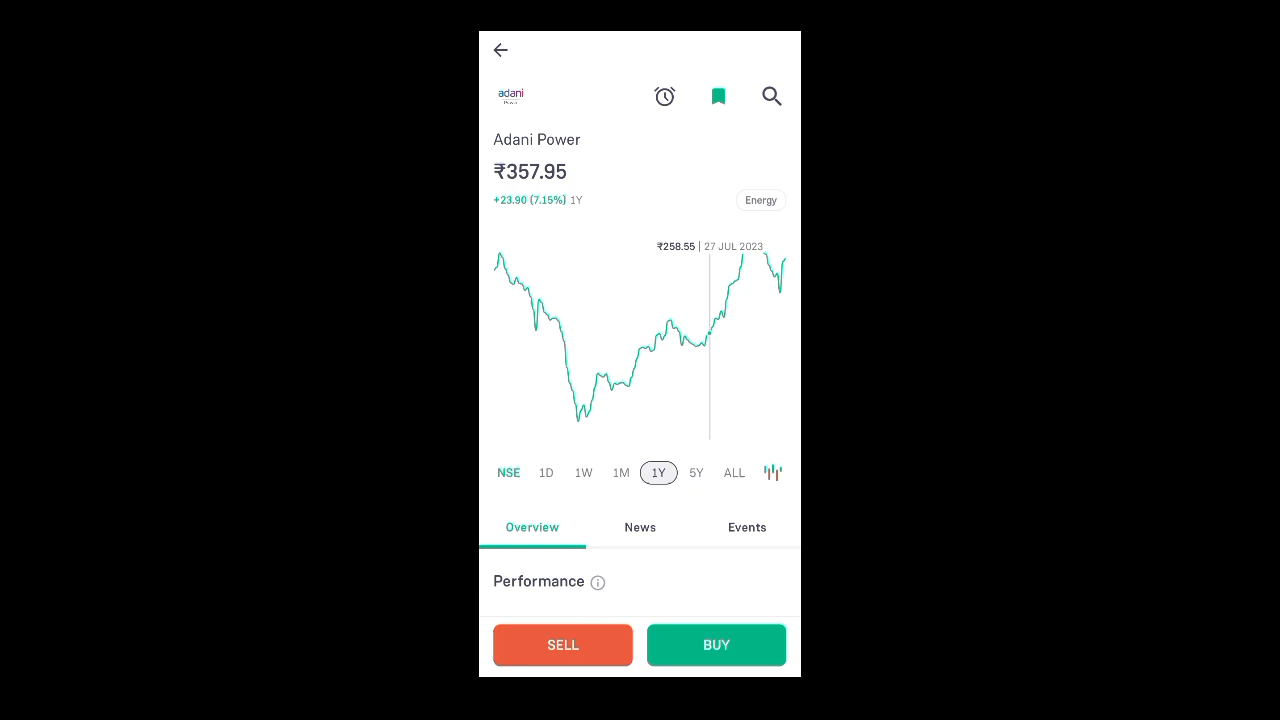 adani
Power
Adani Power
₹357.95
+23.90 (7.15%) 1Y
Energy
₹258.55 | 27 JUL 2023
NSE 1D 1W 1M 1Y 5Y ALL
Overview News Events
Performance
SELL BUY